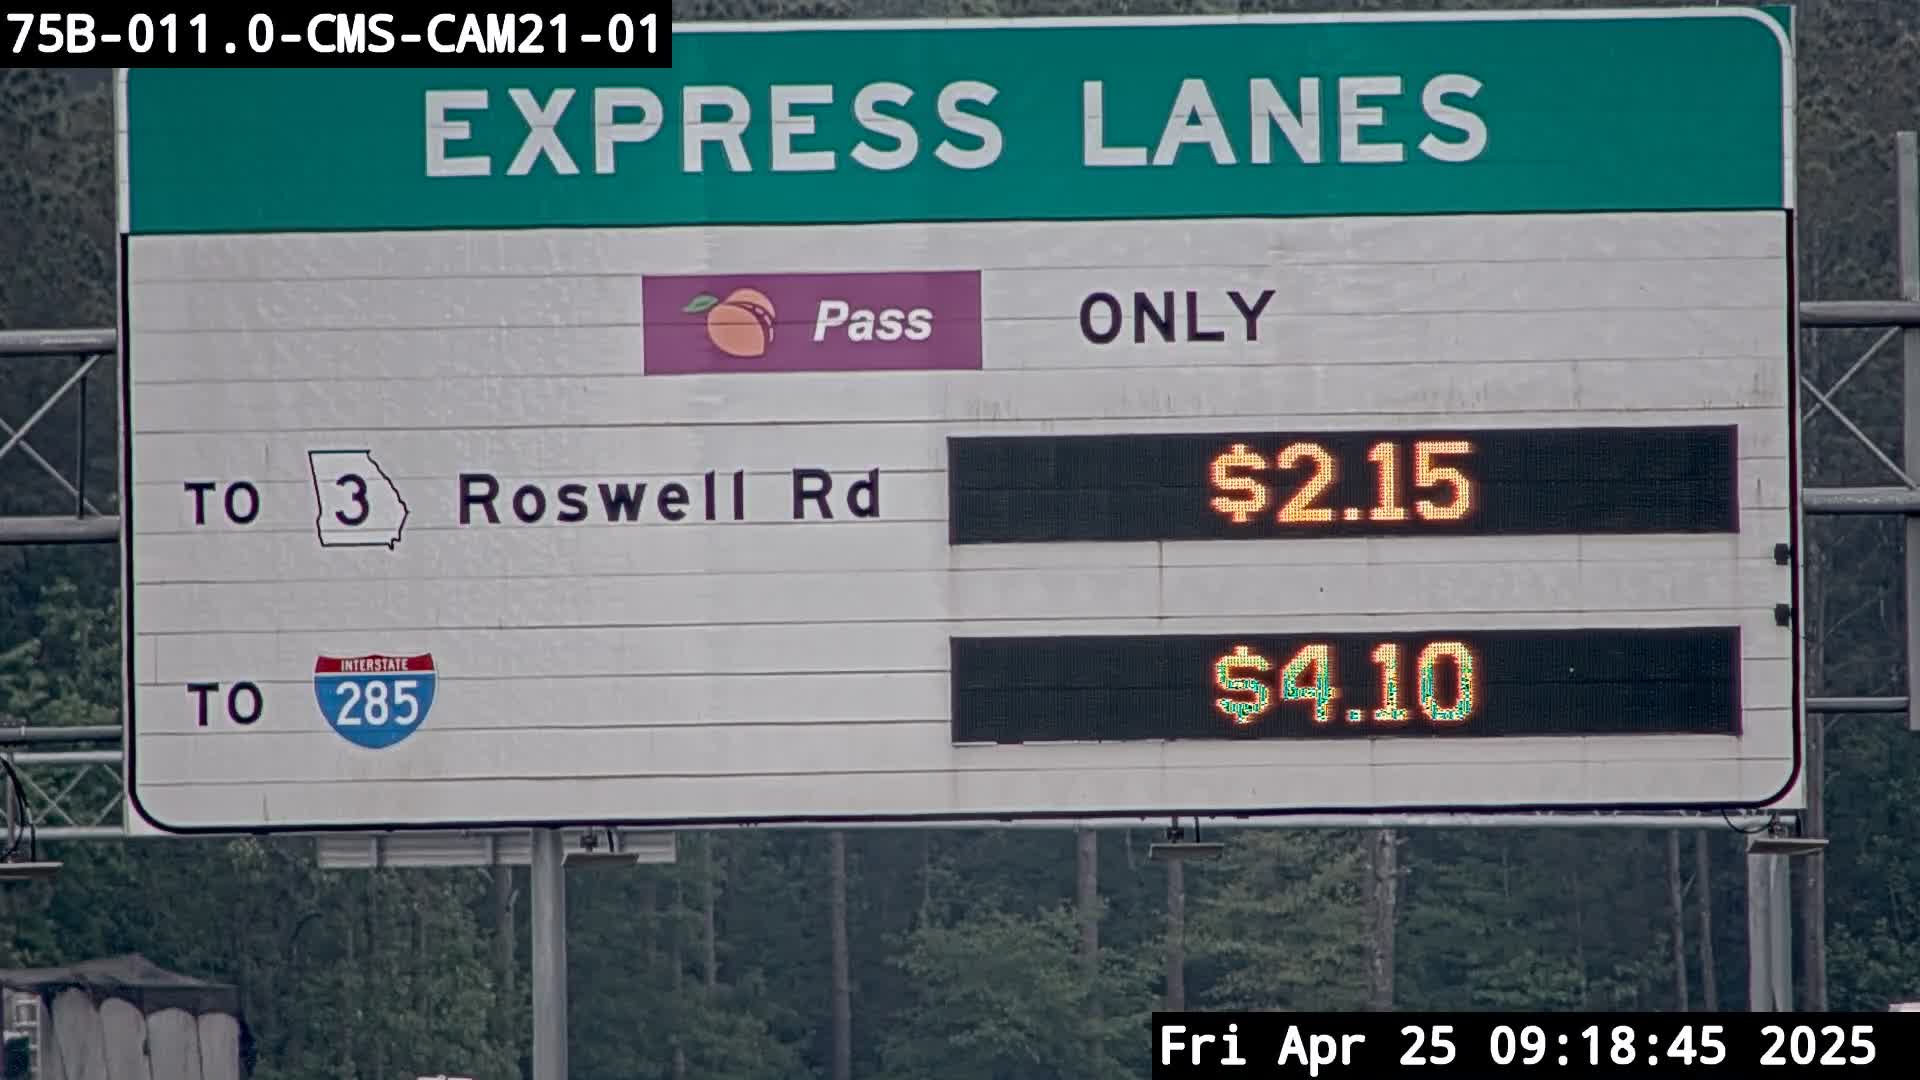 75B-011.0-CMS-CAM21-01
EXPRESS LANES
Pass ONLY
TO 3 Roswell Rd $2.15
TO INTERSTATE 285 $4.10
Fri Apr 25 09:18:45 2025